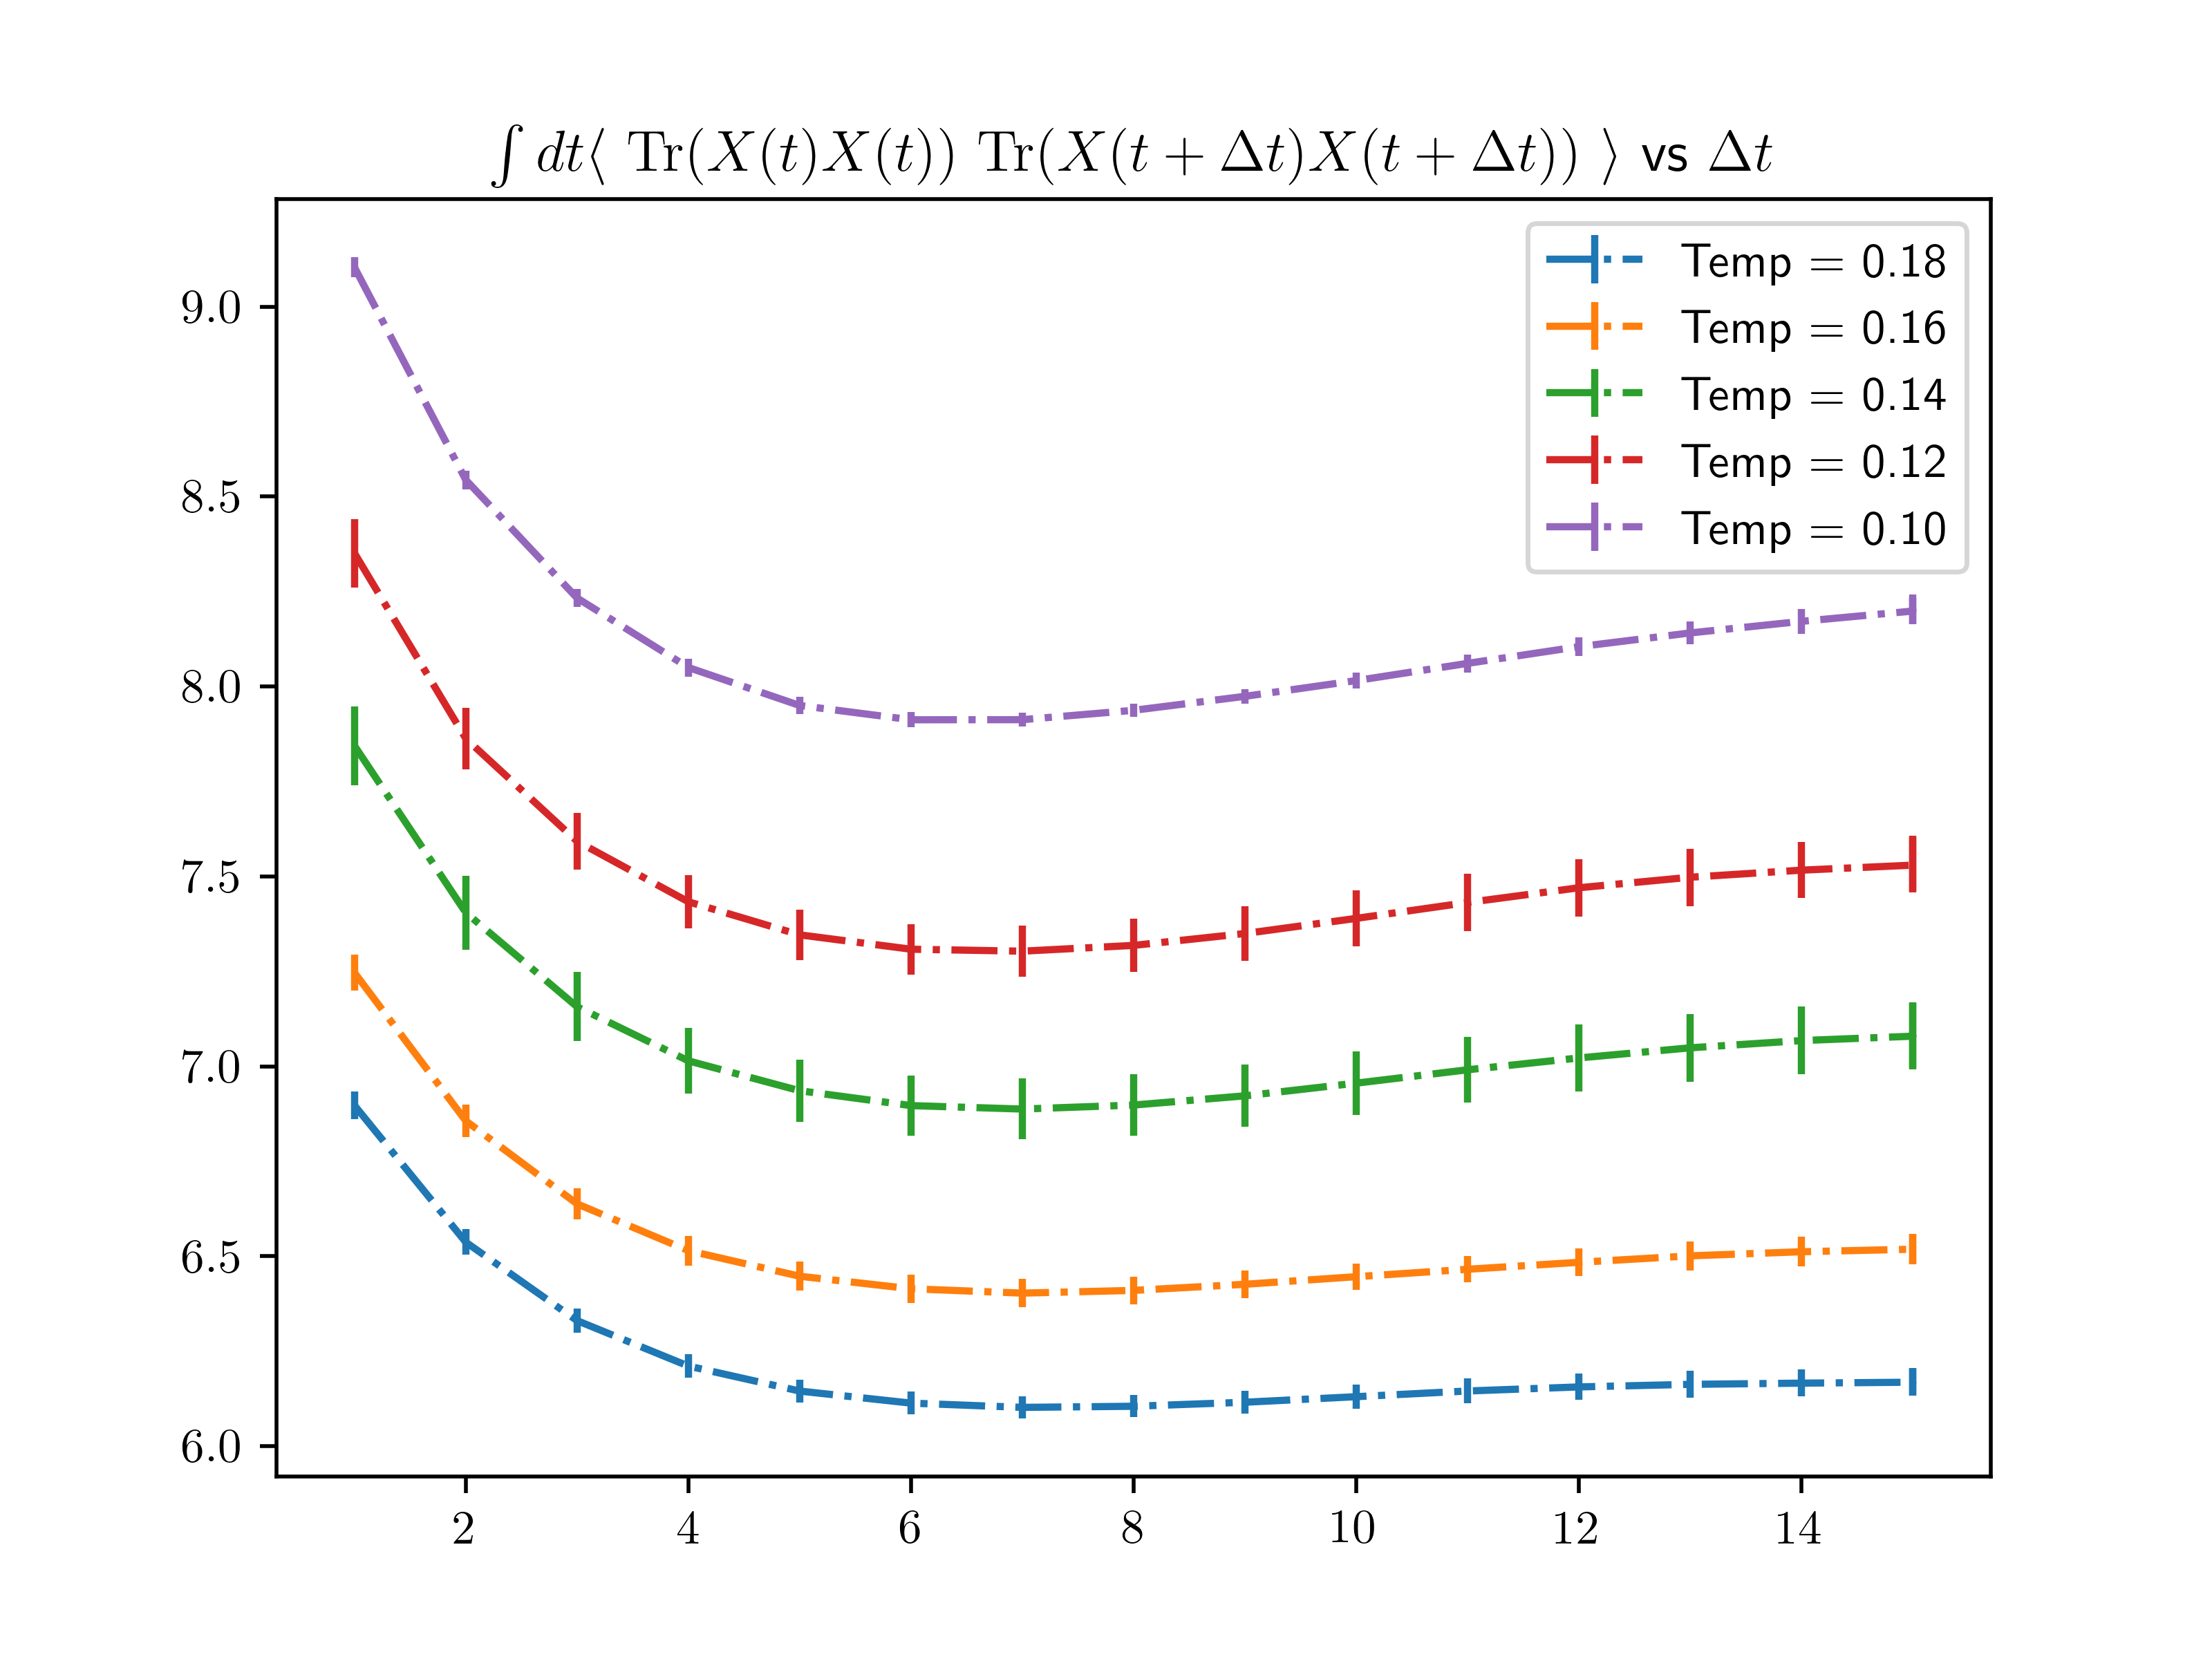 ∫ dt⟨ Tr(X(t)X(t)) Tr(X(t + Δt)X(t + Δt)) ⟩ vs Δt
Temp = 0.18
Temp = 0.16
Temp = 0.14
Temp = 0.12
Temp = 0.10
9.0
8.5
8.0
7.5
7.0
6.5
6.0
2 4 6 8 10 12 14